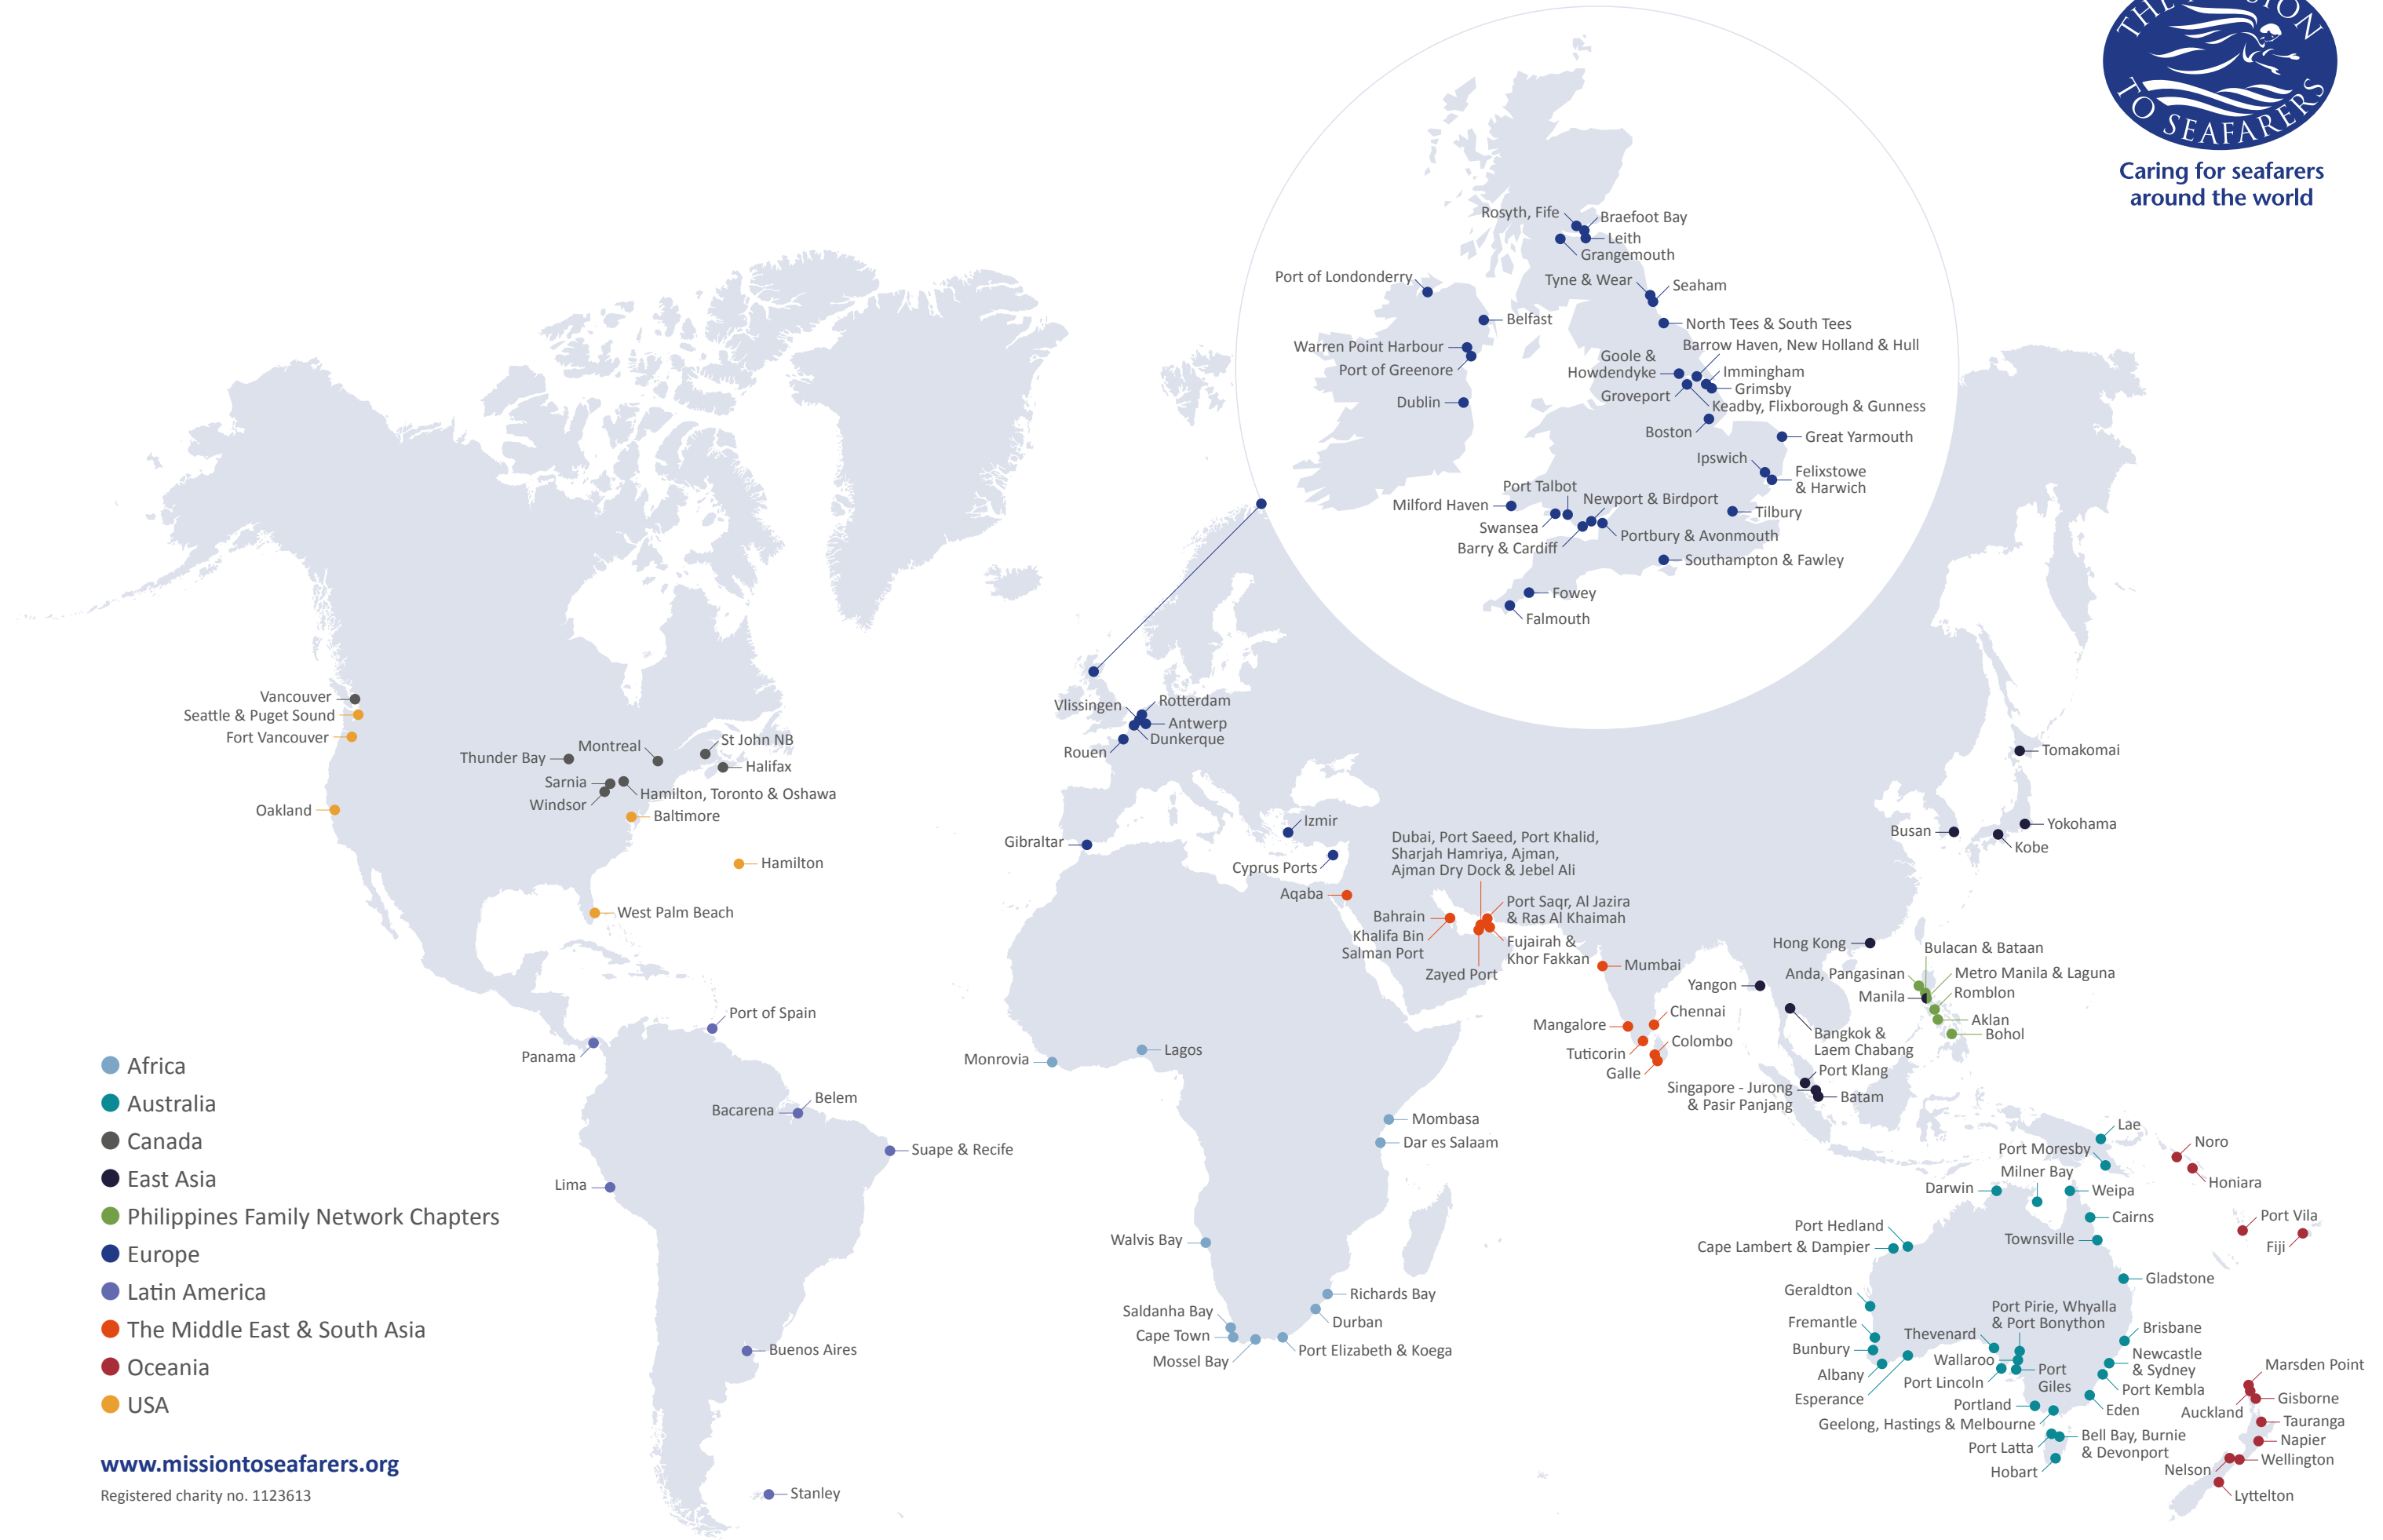 THE MISSION
TO SEAFARERS
Caring for seafarers
around the world
Rosyth, Fife
Braefoot Bay
Leith
Grangemouth
Port of Londonderry
Tyne & Wear
Seaham
Belfast
North Tees & South Tees
Warren Point Harbour
Barrow Haven, New Holland & Hull
Port of Greenore
Goole &
Howdendyke
Immingham
Grimsby
Groveport
Keadby, Flixborough & Gunness
Dublin
Boston
Great Yarmouth
Ipswich
Felixstowe
& Harwich
Port Talbot
Milford Haven
Newport & Birdport
Tilbury
Swansea
Portbury & Avonmouth
Barry & Cardiff
Southampton & Fawley
Fowey
Falmouth
Vancouver
Seattle & Puget Sound
Fort Vancouver
Oakland
Thunder Bay
Montreal
St John NB
Halifax
Sarnia
Hamilton, Toronto & Oshawa
Windsor
Baltimore
Hamilton
West Palm Beach
Vlissingen
Rotterdam
Antwerp
Dunkerque
Rouen
Gibraltar
Izmir
Cyprus Ports
Dubai, Port Saeed, Port Khalid,
Sharjah Hamriya, Ajman,
Ajman Dry Dock & Jebel Ali
Aqaba
Bahrain
Khalifa Bin
Salman Port
Port Saqr, Al Jazira
& Ras Al Khaimah
Fujairah &
Khor Fakkan
Zayed Port
Mumbai
Mangalore
Chennai
Tuticorin
Colombo
Galle
Tomakomai
Yokohama
Busan
Kobe
Hong Kong
Bulacan & Bataan
Anda, Pangasinan
Metro Manila & Laguna
Yangon
Manila
Romblon
Aklan
Bohol
Bangkok &
Laem Chabang
Port Klang
Singapore - Jurong
& Pasir Panjang
Batam
Port of Spain
Panama
Belem
Bacarena
Suape & Recife
Lima
Buenos Aires
Stanley
Monrovia
Lagos
Mombasa
Dar es Salaam
Walvis Bay
Richards Bay
Saldanha Bay
Durban
Cape Town
Port Elizabeth & Koega
Mossel Bay
Lae
Port Moresby
Noro
Milner Bay
Honiara
Darwin
Weipa
Cairns
Port Vila
Port Hedland
Townsville
Fiji
Cape Lambert & Dampier
Gladstone
Geraldton
Port Pirie, Whyalla
& Port Bonython
Fremantle
Thevenard
Brisbane
Bunbury
Wallaroo
Newcastle
& Sydney
Albany
Port Lincoln
Port
Giles
Port Kembla
Esperance
Portland
Eden
Geelong, Hastings & Melbourne
Port Latta
Bell Bay, Burnie
& Devonport
Hobart
Marsden Point
Gisborne
Auckland
Tauranga
Napier
Wellington
Nelson
Lyttelton
Africa
Australia
Canada
East Asia
Philippines Family Network Chapters
Europe
Latin America
The Middle East & South Asia
Oceania
USA
www.missiontoseafarers.org
Registered charity no. 1123613